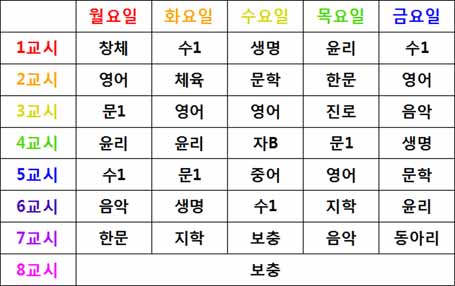 월요일 화요일 수요일 목요일 금요일
1교시 창체 수1 생명 윤리 수1
2교시 영어 체육 문학 한문 영어
3교시 문1 영어 영어 진로 음악
4교시 윤리 윤리 자B 문1 생명
5교시 수1 문1 중어 영어 문학
6교시 음악 생명 수1 지학 윤리
7교시 한문 지학 보충 음악 동아리
8교시 보충